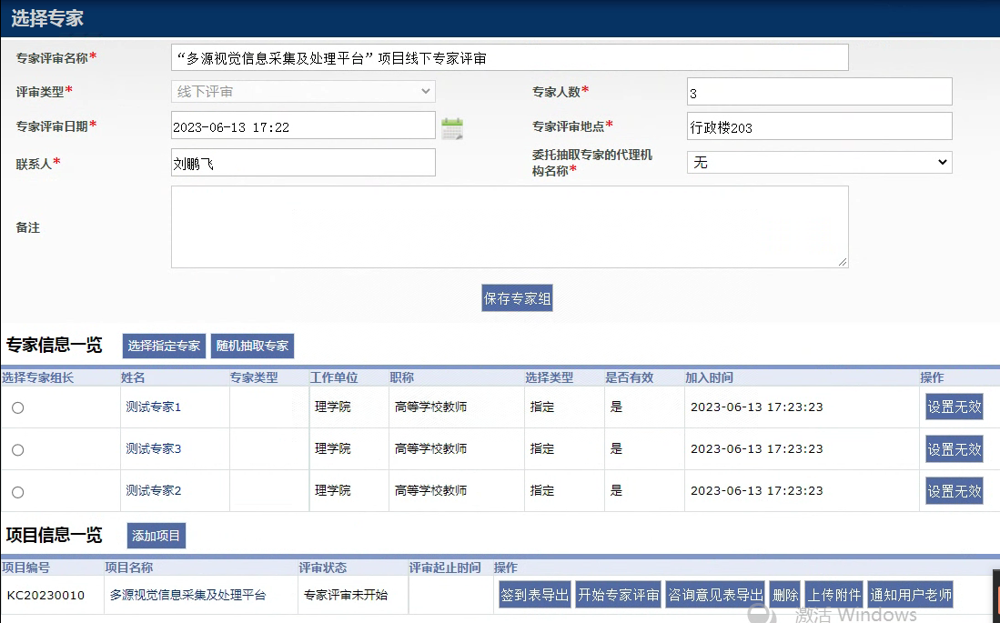 选择专家
专家评审名称* “多源视觉信息采集及处理平台”项目线下专家评审
评审类型* 线下评审 专家人数* 3
专家评审日期* 2023-06-13 17:22 专家评审地点* 行政楼203
联系人* 刘鹏飞 委托抽取专家的代理机
构名称* 无
备注
保存专家组
专家信息一览 选择指定专家 随机抽取专家
选择专家组长 姓名 专家类型 工作单位 职称 选择类型 是否有效 加入时间 操作
测试专家1 理学院 高等学校教师 指定 是 2023-06-13 17:23:23 设置无效
测试专家3 理学院 高等学校教师 指定 是 2023-06-13 17:23:23 设置无效
测试专家2 理学院 高等学校教师 指定 是 2023-06-13 17:23:23 设置无效
项目信息一览 添加项目
项目编号 项目名称 评审状态 评审起止时间 操作
KC20230010 多源视觉信息采集及处理平台 专家评审未开始 签到表导出 开始专家评审 咨询意见表导出 删除 上传附件 通知用户老师
激活 Windows